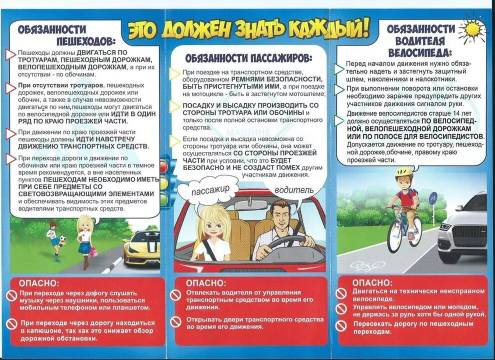 ЭТО ДОЛЖЕН ЗНАТЬ КАЖДЫЙ!
ОБЯЗАННОСТИ
ПЕШЕХОДОВ:
Пешеходы должны ДВИГАТЬСЯ ПО
ТРОТУАРАМ, ПЕШЕХОДНЫМ ДОРОЖКАМ,
ВЕЛОПЕШЕХОДНЫМ ДОРОЖКАМ, а при их
отсутствии - по обочинам.
При отсутствии тротуаров, пешеходных
дорожек, велопешеходных дорожек или
обочин, а также в случае невозможности
двигаться по ним, пешеходы могут двигаться
по велосипедной дорожке или ИДТИ В ОДИН
РЯД ПО КРАЮ ПРОЕЗЖЕЙ ЧАСТИ.
При движении по краю проезжей части
пешеходы должны ИДТИ НАВСТРЕЧУ
ДВИЖЕНИЮ ТРАНСПОРТНЫХ СРЕДСТВ.
При переходе дороги и движении по
обочинам или краю проезжей части в темное
время рекомендуется, а вне населенных
пунктов ПЕШЕХОДАМ НЕОБХОДИМО ИМЕТЬ
ПРИ СЕБЕ ПРЕДМЕТЫ СО
СВЕТОВОЗВРАЩАЮЩИМИ ЭЛЕМЕНТАМИ
и обеспечивать видимость этих предметов
водителями транспортных средств.
ОПАСНО:
При переходе через дорогу слушать
музыку через наушники, пользоваться
мобильным телефоном или планшетом.
При переходе через дорогу находиться
в капюшоне, так как это снижает обзор
дорожной обстановки.
ОБЯЗАННОСТИ ПАССАЖИРОВ:
При поездке на транспортном средстве,
оборудованном РЕМНЯМИ БЕЗОПАСНОСТИ,
БЫТЬ ПРИСТЕГНУТЫМИ ИМИ, а при поездке
на мотоцикле - быть в застегнутом мотошлеме;
ПОСАДКУ И ВЫСАДКУ ПРОИЗВОДИТЬ СО
СТОРОНЫ ТРОТУАРА ИЛИ ОБОЧИНЫ и
только после полной остановки транспортного
средства.
Если посадка и высадка невозможна со
стороны тротуара или обочины, она может
осуществляться СО СТОРОНЫ ПРОЕЗЖЕЙ
ЧАСТИ при условии, что это БУДЕТ
БЕЗОПАСНО И НЕ СОЗДАСТ ПОМЕХ другим
участникам движения.
пассажир
водитель
ОПАСНО:
Отвлекать водителя от управления
транспортным средством во время его
движения.
Открывать двери транспортного средства
во время его движения.
ОБЯЗАННОСТИ
ВОДИТЕЛЯ
ВЕЛОСИПЕДА:
Перед началом движения нужно обяза-
тельно надеть и застегнуть защитный
шлем, наколенники и налокотники.
При выполнении поворота или остановки
необходимо заранее предупредить других
участников движения сигналом руки.
Движение велосипедистов старше 14 лет
должно осуществляться ПО ВЕЛОСИПЕД-
НОЙ, ВЕЛОПЕШЕХОДНОЙ ДОРОЖКАМ
ИЛИ ПО ПОЛОСЕ ДЛЯ ВЕЛОСИПЕДИСТОВ.
Допускается движение по тротуару, пешеход-
ной дорожке, обочине, правому краю
проезжей части.
ОПАСНО:
Двигаться на технически неисправном
велосипеде.
Управлять велосипедом или мопедом,
не держась за руль хотя бы одной рукой.
Пересекать дорогу по пешеходным
переходам.